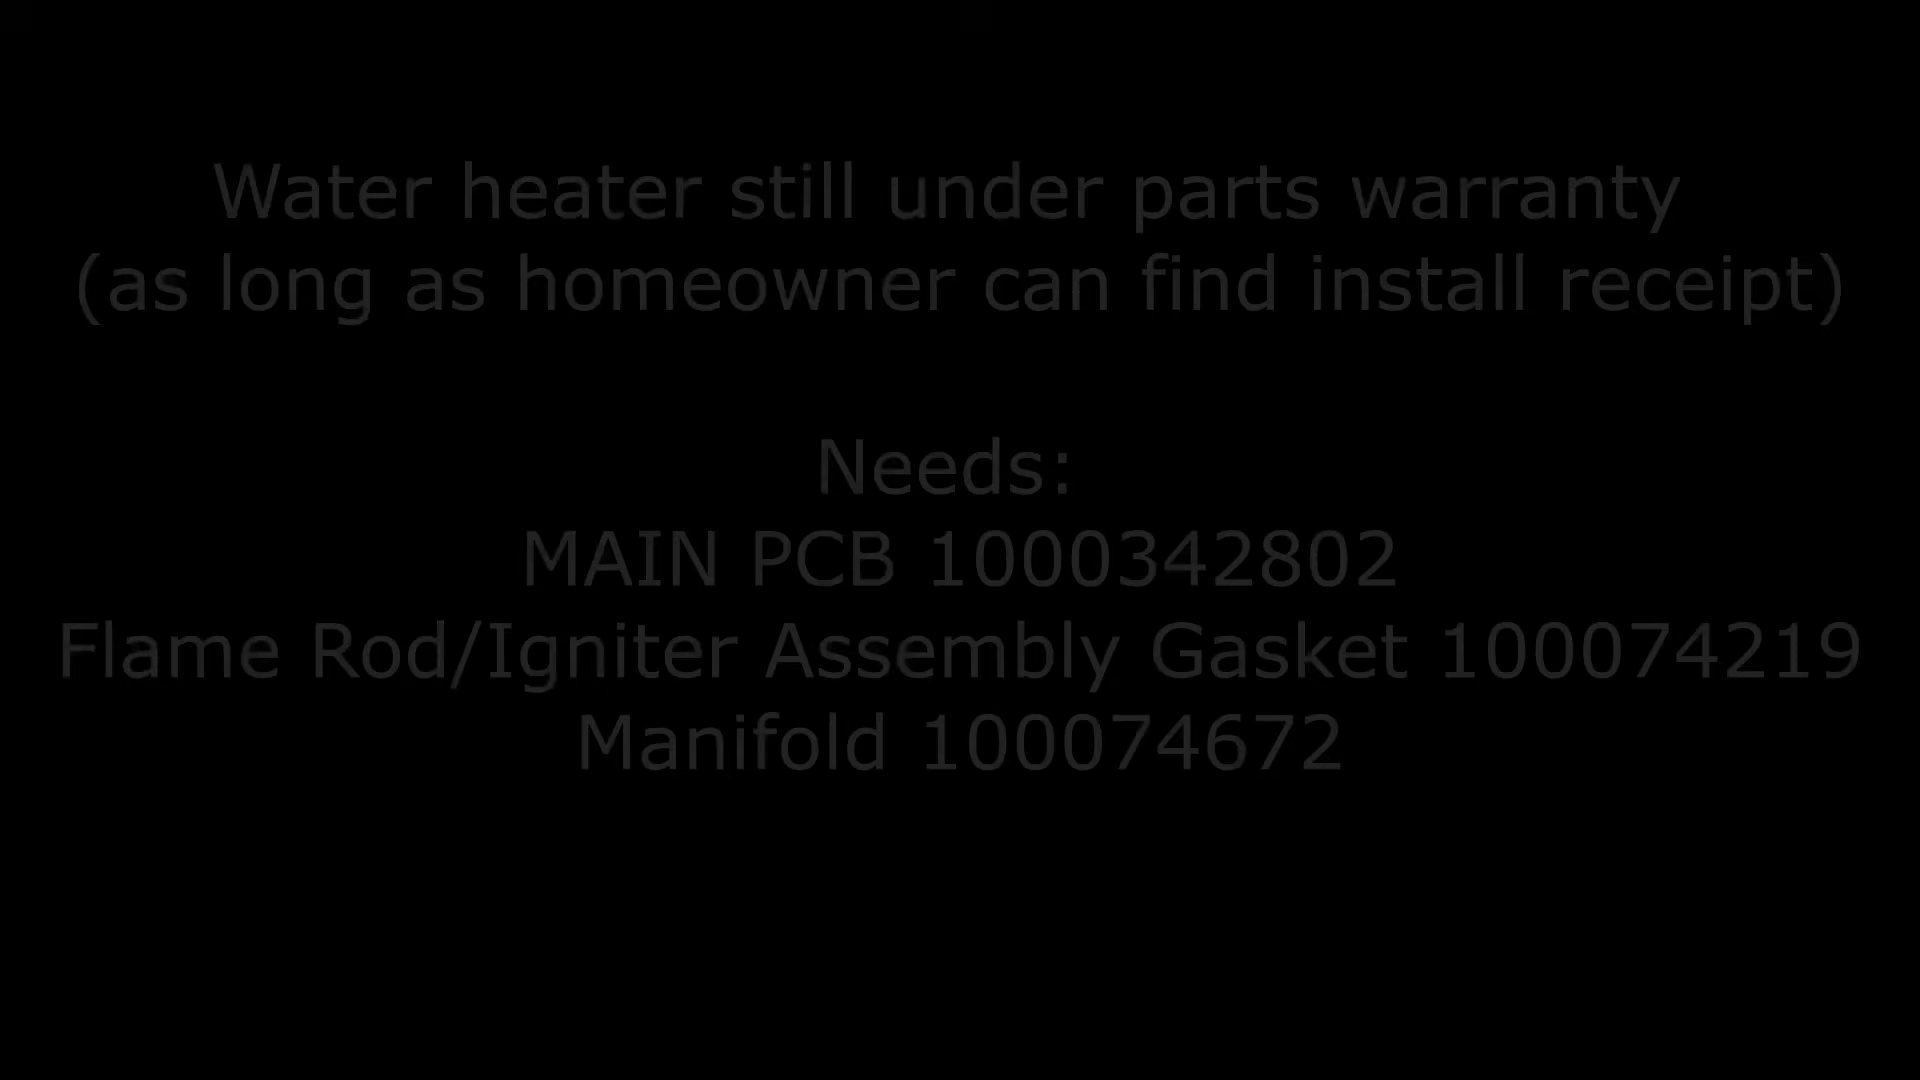 Water heater still under parts warranty
(as long as homeowner can find install receipt)
Needs:
MAIN PCB 1000342802
Flame Rod/Igniter Assembly Gasket 100074219
Manifold 100074672